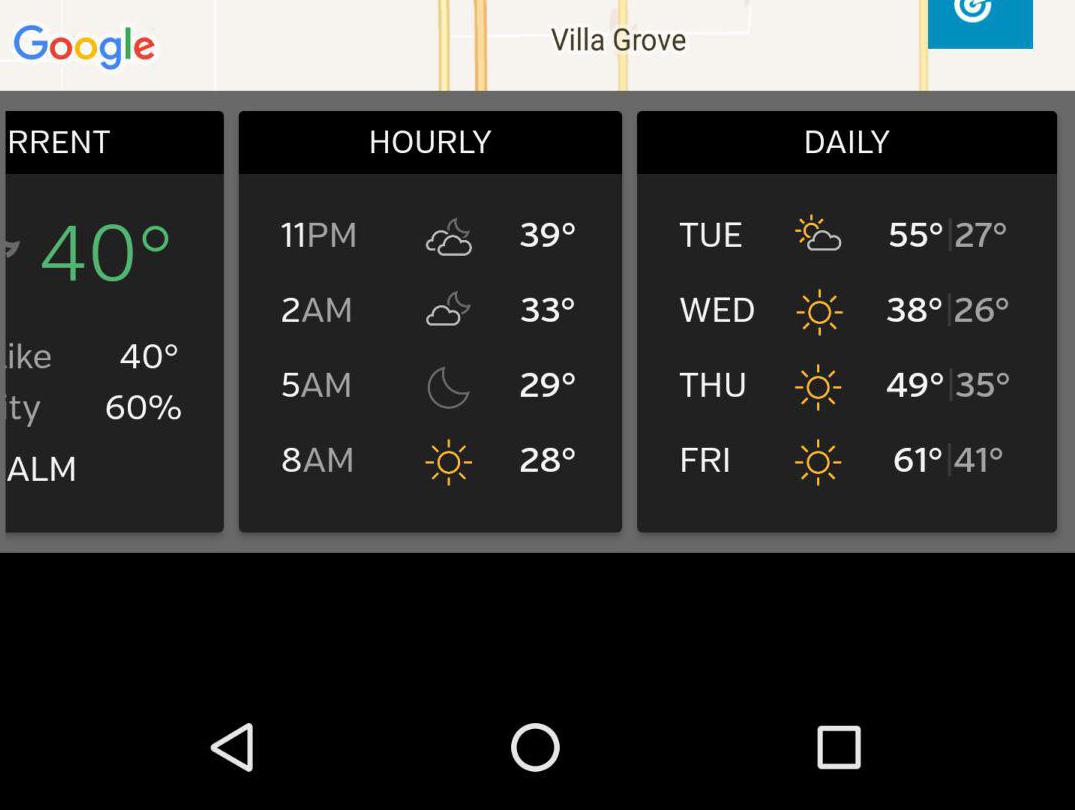 Google
Villa Grove
RRENT
40°
ike 40°
ity 60%
ALM
HOURLY
11PM 39°
2AM 33°
5AM 29°
8AM 28°
DAILY
TUE 55°|27°
WED 38°|26°
THU 49°|35°
FRI 61°|41°